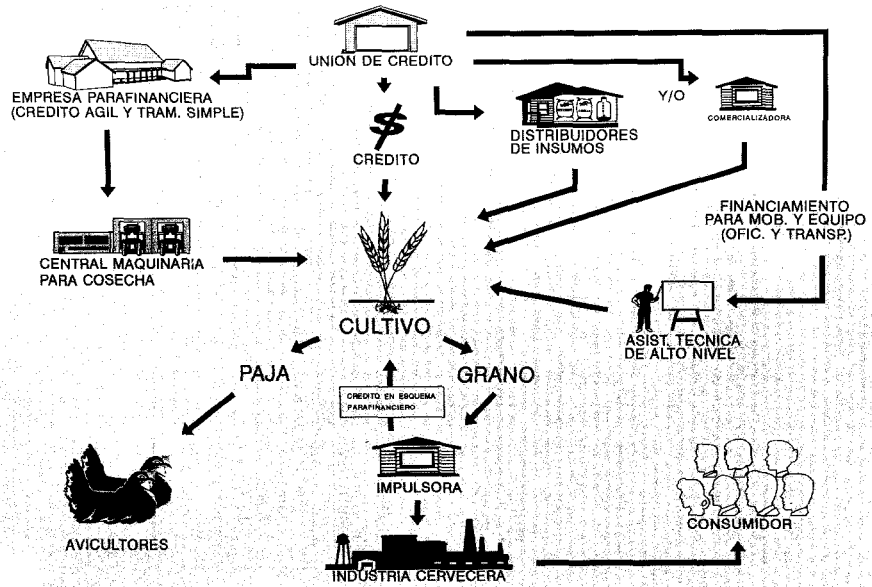 UNION DE CREDITO
EMPRESA PARAFINANCIERA
(CREDITO AGIL Y TRAM. SIMPLE)
$
CREDITO
DISTRIBUIDORES
DE INSUMOS
Y/O
COMERCIALIZADORA
FINANCIAMIENTO
PARA MOB. Y EQUIPO
(OFIC. Y TRANSP.)
CENTRAL MAQUINARIA
PARA COSECHA
CULTIVO
ASIST. TECNICA
DE ALTO NIVEL
PAJA
GRANO
CREDITO EN ESQUEMA
PARAFINANCIERO
IMPULSORA
AVICULTORES
INDUSTRIA CERVECERA
CONSUMIDOR